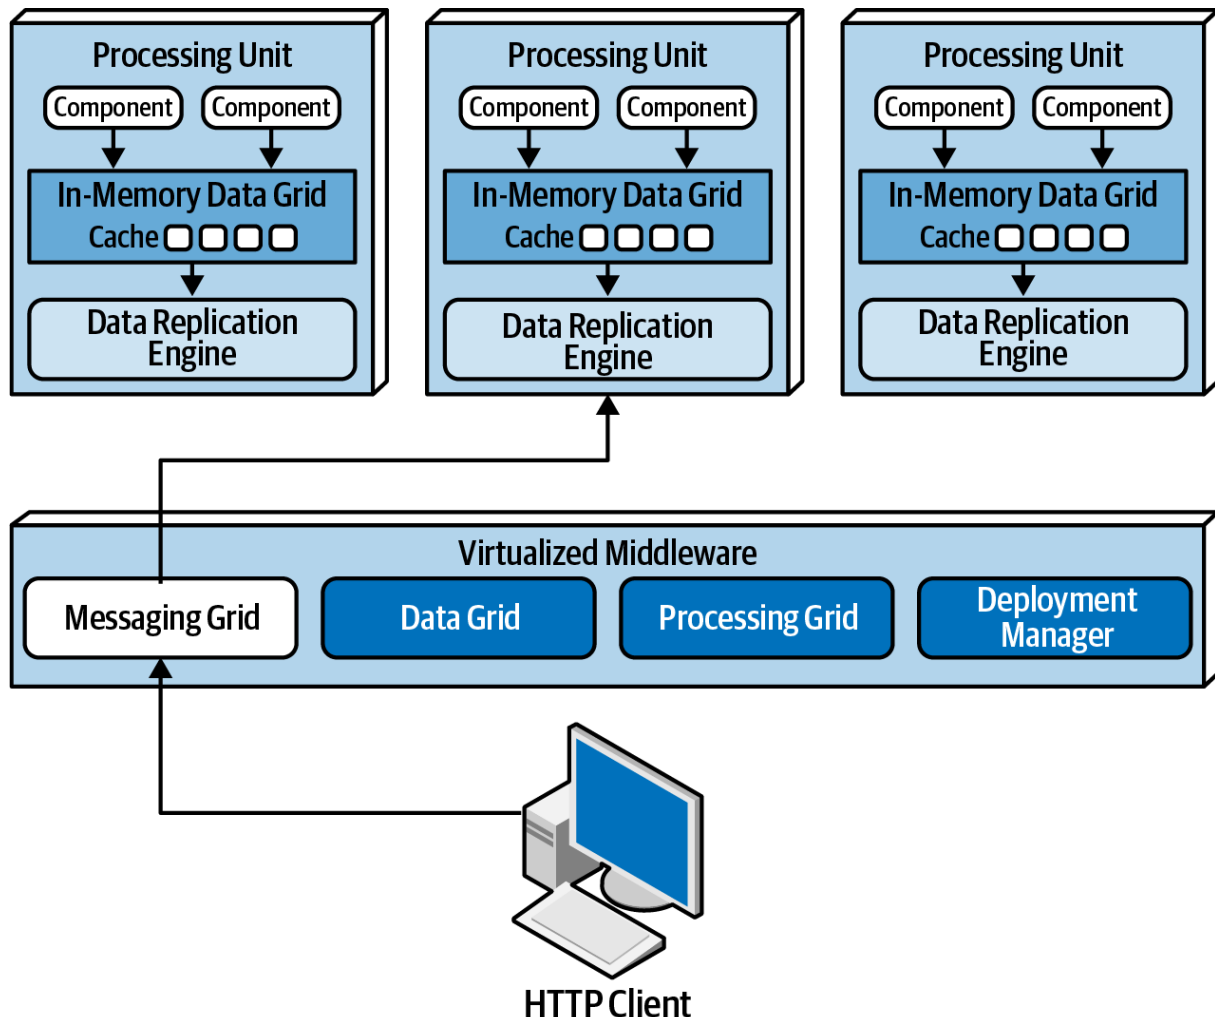 Processing Unit
Component Component
In-Memory Data Grid
Cache
Data Replication
Engine
Processing Unit
Component Component
In-Memory Data Grid
Cache
Data Replication
Engine
Processing Unit
Component Component
In-Memory Data Grid
Cache
Data Replication
Engine
Virtualized Middleware
Messaging Grid
Data Grid
Processing Grid
Deployment
Manager
HTTP Client